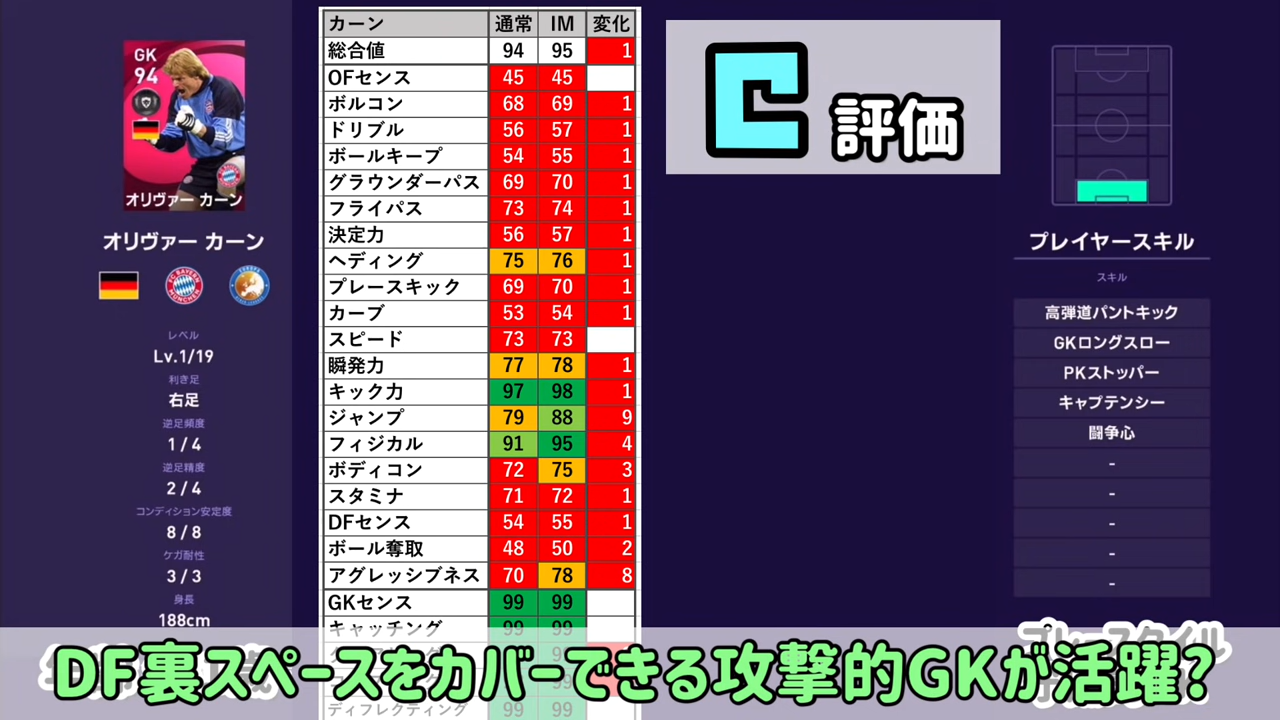 GK
94
オリヴァー カーン
オリヴァー カーン
レベル
Lv.1/19
利き足
右足
逆足頻度
1 / 4
逆足精度
2 / 4
コンディション安定度
8 / 8
ケガ耐性
3 / 3
身長
188cm
カーン 通常 IM 変化
総合値 94 95 1
OFセンス 45 45
ボルコン 68 69 1
ドリブル 56 57 1
ボールキープ 54 55 1
グラウンダーパス 69 70 1
フライパス 73 74 1
決定力 56 57 1
ヘディング 75 76 1
プレースキック 69 70 1
カーブ 53 54 1
スピード 73 73
瞬発力 77 78 1
キック力 97 98 1
ジャンプ 79 88 9
フィジカル 91 95 4
ボディコン 72 75 3
スタミナ 71 72 1
DFセンス 54 55 1
ボール奪取 48 50 2
アグレッシブネス 70 78 8
GKセンス 99 99
キャッチング 99 99
ディフレクティング 99 99
C評価
プレイヤースキル
スキル
高弾道パントキック
GKロングスロー
PKストッパー
キャプテンシー
闘争心
-
-
-
-
-
プレースタイル
DF裏スペースをカバーできる攻撃的GKが活躍?